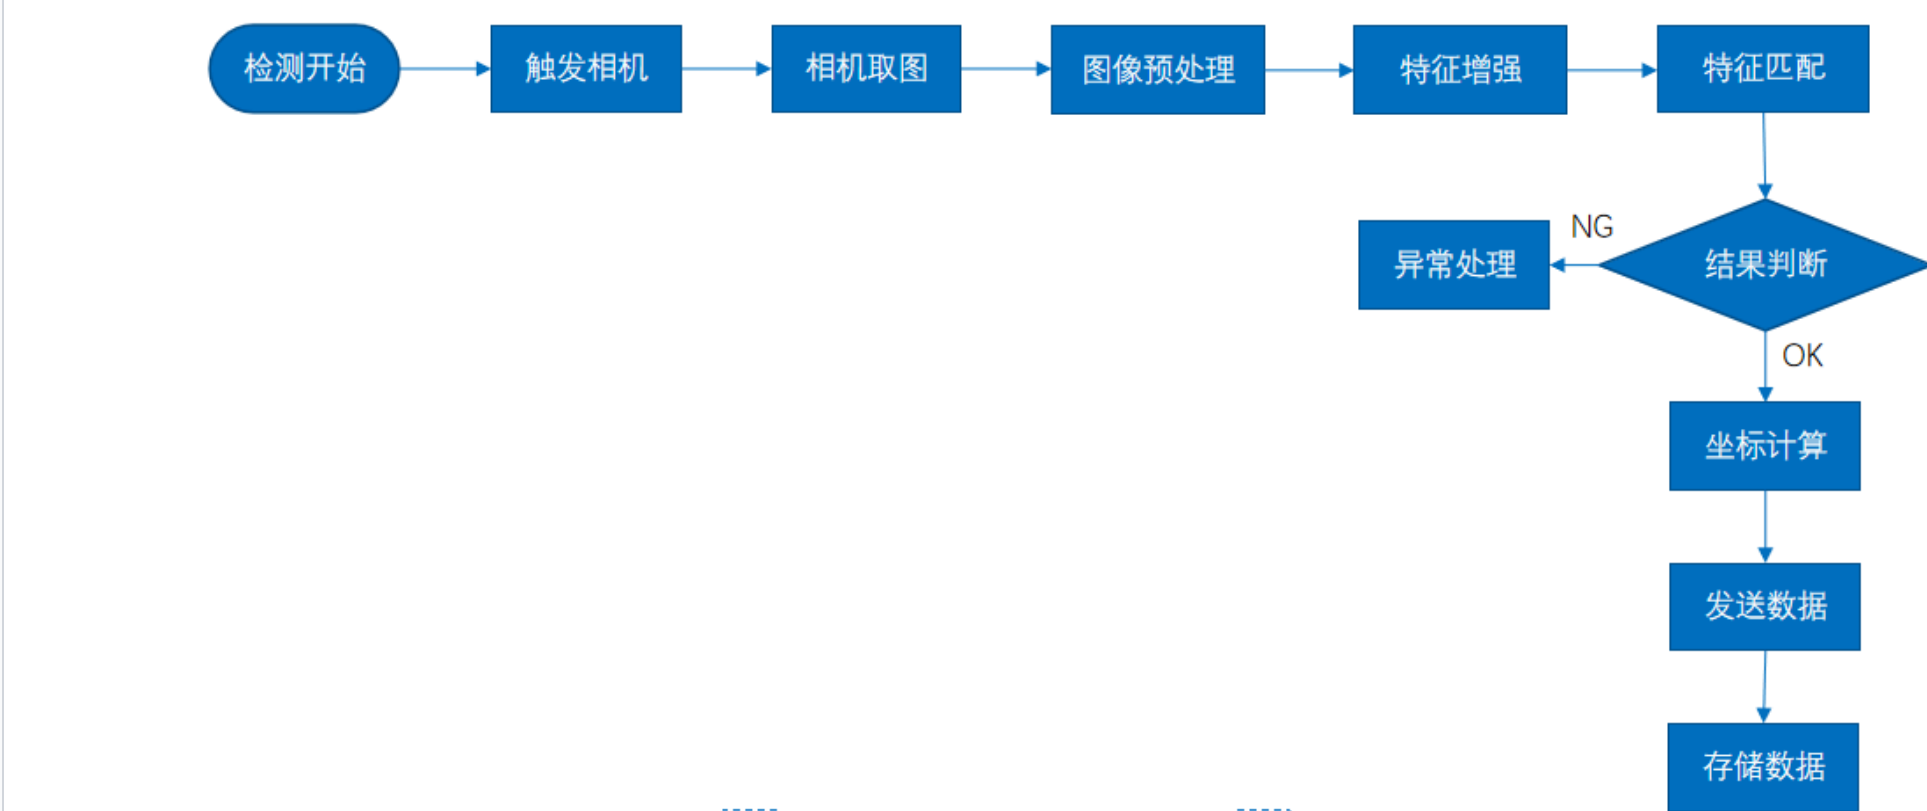 检测开始
触发相机
相机取图
图像预处理
特征增强
特征匹配
NG
异常处理
结果判断
OK
坐标计算
发送数据
存储数据